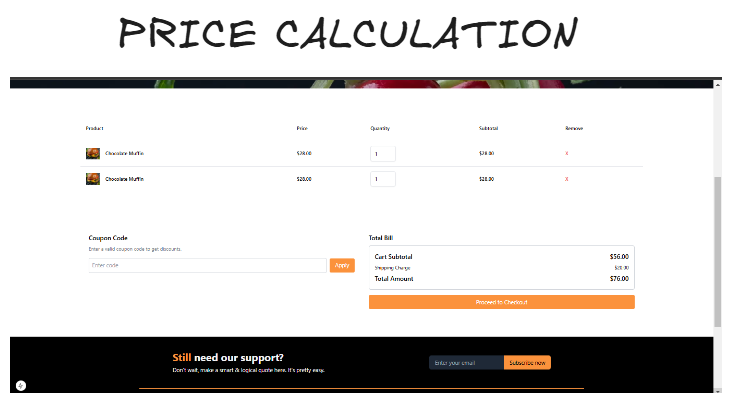 PRICE CALCULATION
Product Price Quantity Subtotal Remove
Chocolate Muffin $28.00 1 $28.00 X
Chocolate Muffin $28.00 1 $28.00 X
Coupon Code
Enter a valid coupon code to get discounts.
Enter code Apply
Total Bill
Cart Subtotal $56.00
Shipping Charge $20.00
Total Amount $76.00
Proceed to Checkout
Still need our support?
Don't wait, make a smart & logical quote here. It's pretty easy.
Enter your email Subscribe now